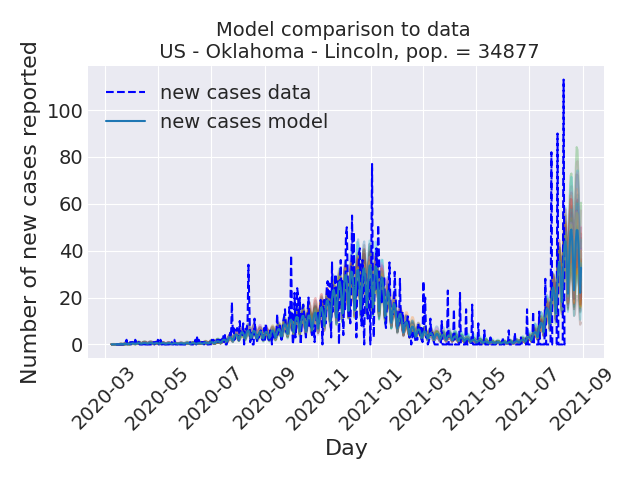 Model comparison to data
US - Oklahoma - Lincoln, pop. = 34877
Number of new cases reported
100
80
60
40
20
0
new cases data
new cases model
2020-03
2020-05
2020-07
2020-09
2020-11
2021-01
2021-03
2021-05
2021-07
2021-09
Day